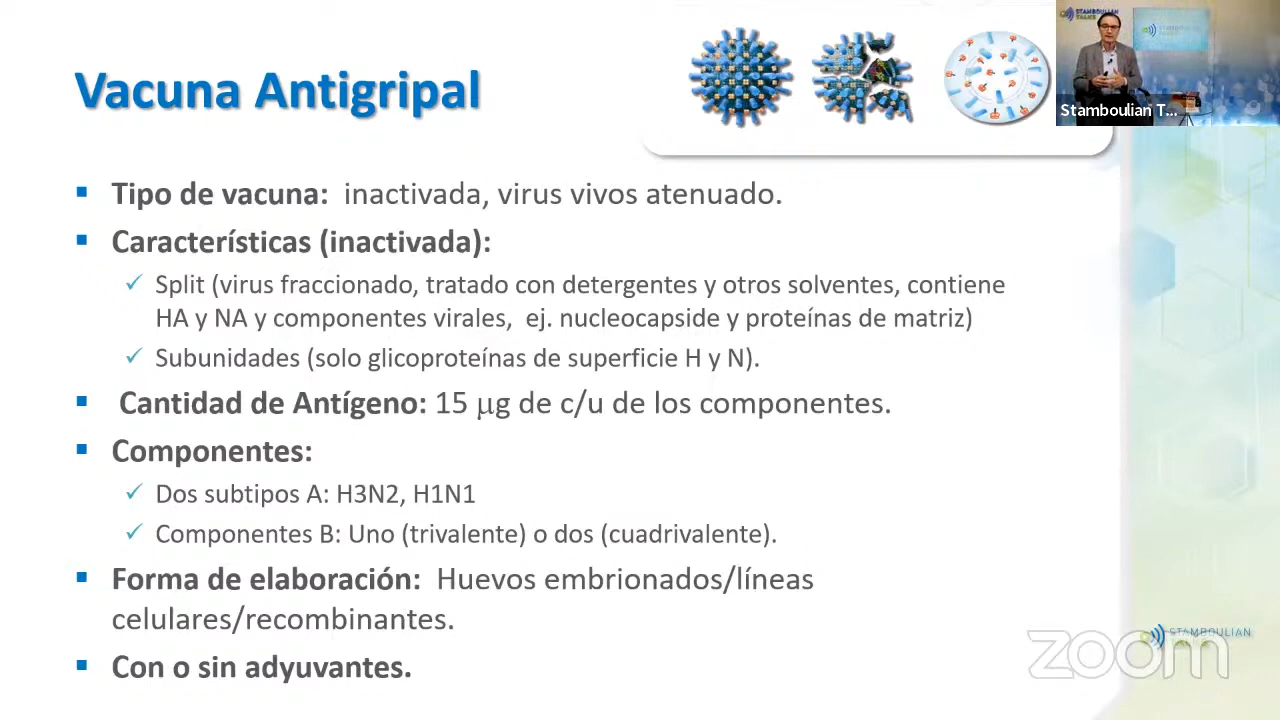 Vacuna Antigripal
STAMBOULIAN
TALKS
Stamboulian T...
Tipo de vacuna: inactivada, virus vivos atenuado.
Características (inactivada):
Split (virus fraccionado, tratado con detergentes y otros solventes, contiene
HA y NA y componentes virales, ej. nucleocapside y proteínas de matriz)
Subunidades (solo glicoproteínas de superficie H y N).
Cantidad de Antígeno: 15 μg de c/u de los componentes.
Componentes:
Dos subtipos A: H3N2, H1N1
Componentes B: Uno (trivalente) o dos (cuadrivalente).
Forma de elaboración: Huevos embrionados/líneas
celulares/recombinantes.
Con o sin adyuvantes.
STAMBOULIAN
zoom